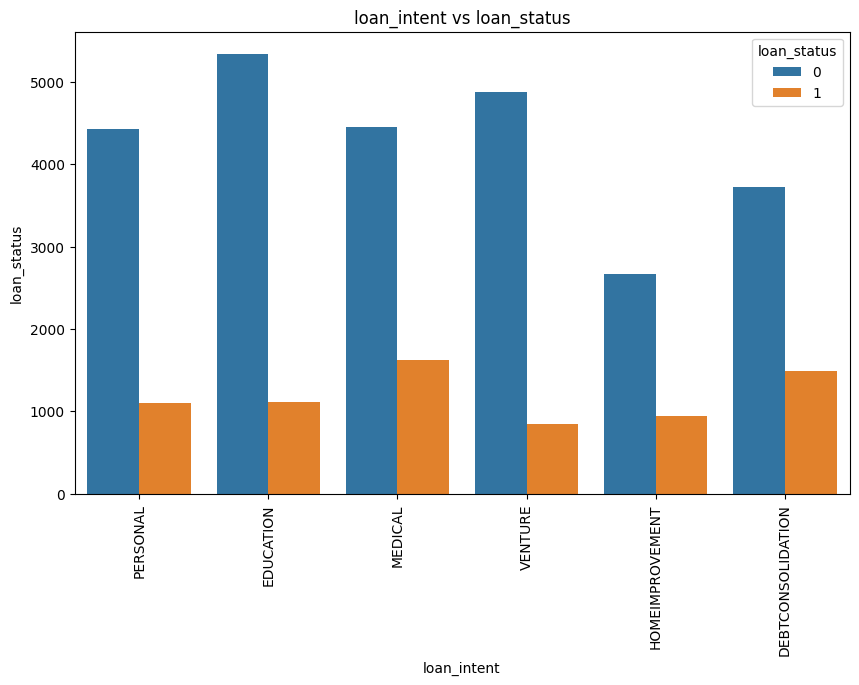 loan_intent vs loan_status
loan_status
0
1
loan_status
5000
4000
3000
2000
1000
0
PERSONAL
EDUCATION
MEDICAL
VENTURE
HOMEIMPROVEMENT
DEBTCONSOLIDATION
loan_intent